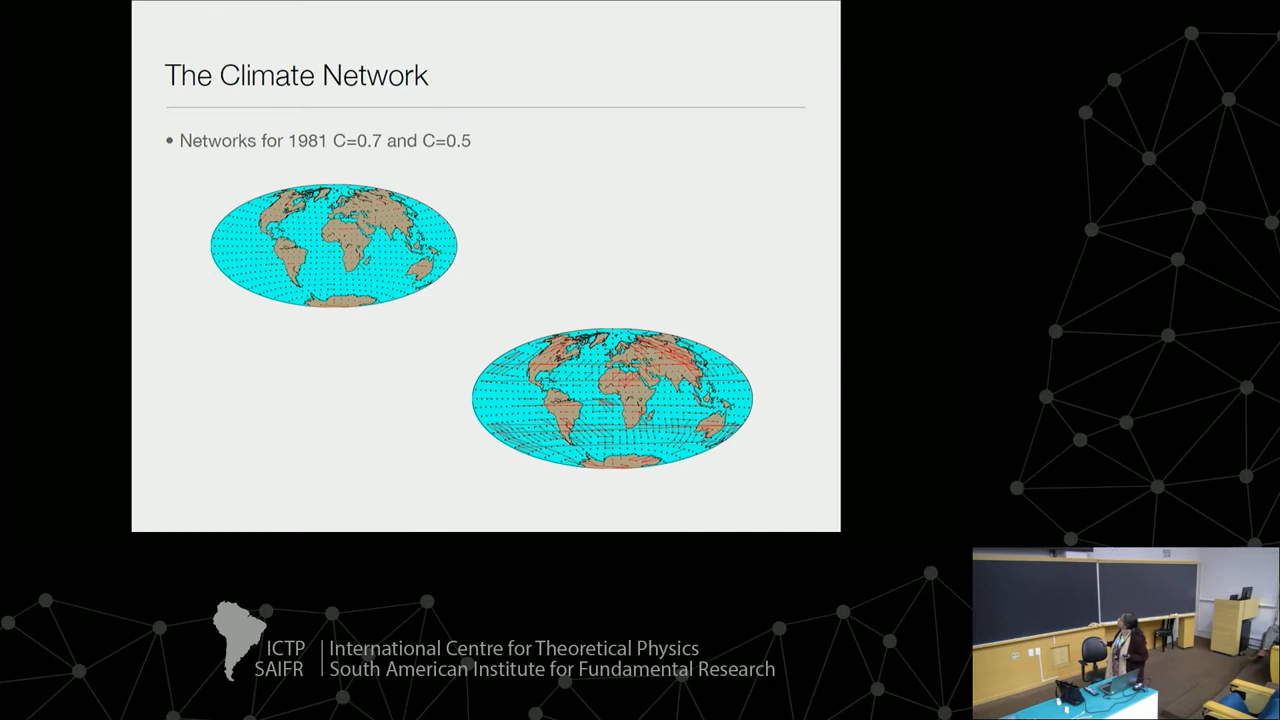 The Climate Network
• Networks for 1981 C=0.7 and C=0.5
ICTP | International Centre for Theoretical Physics
SAIFR | South American Institute for Fundamental Research